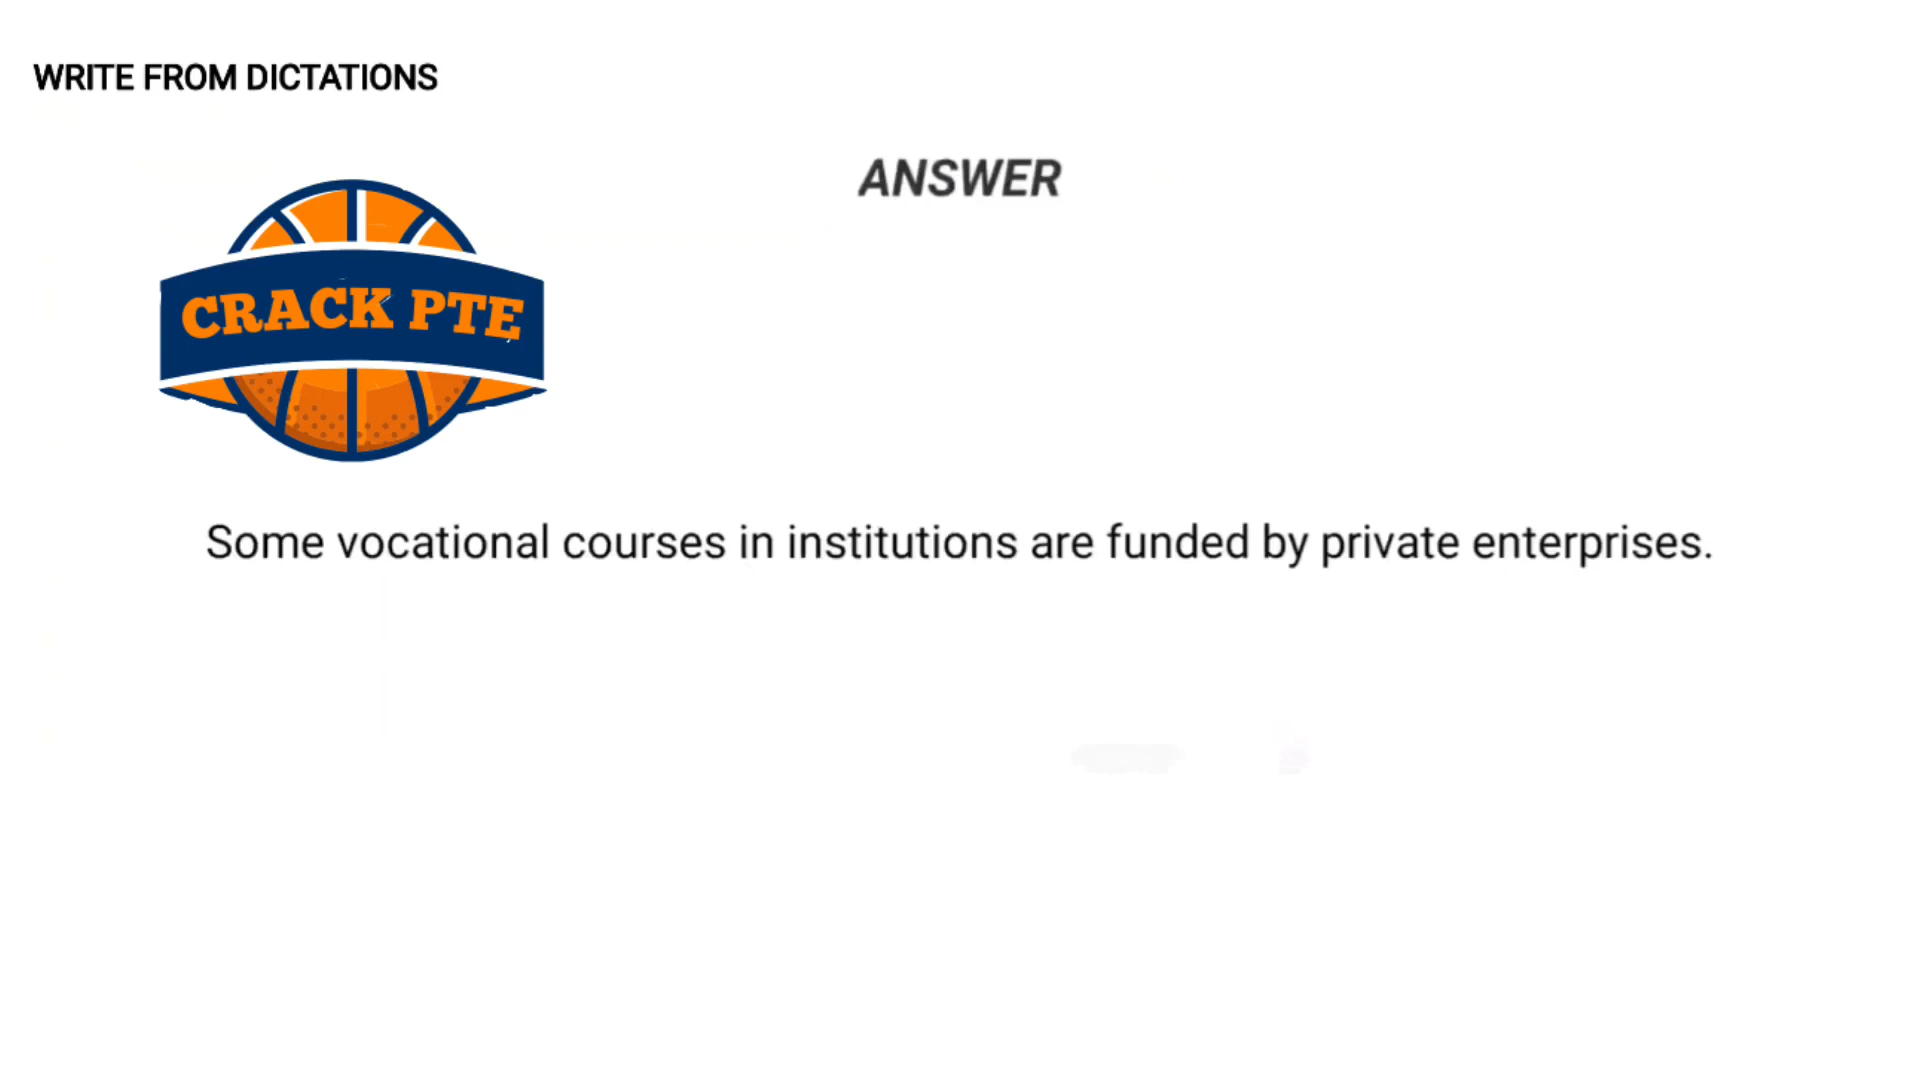 WRITE FROM DICTATIONS
ANSWER
CRACK PTE
Some vocational courses in institutions are funded by private enterprises.